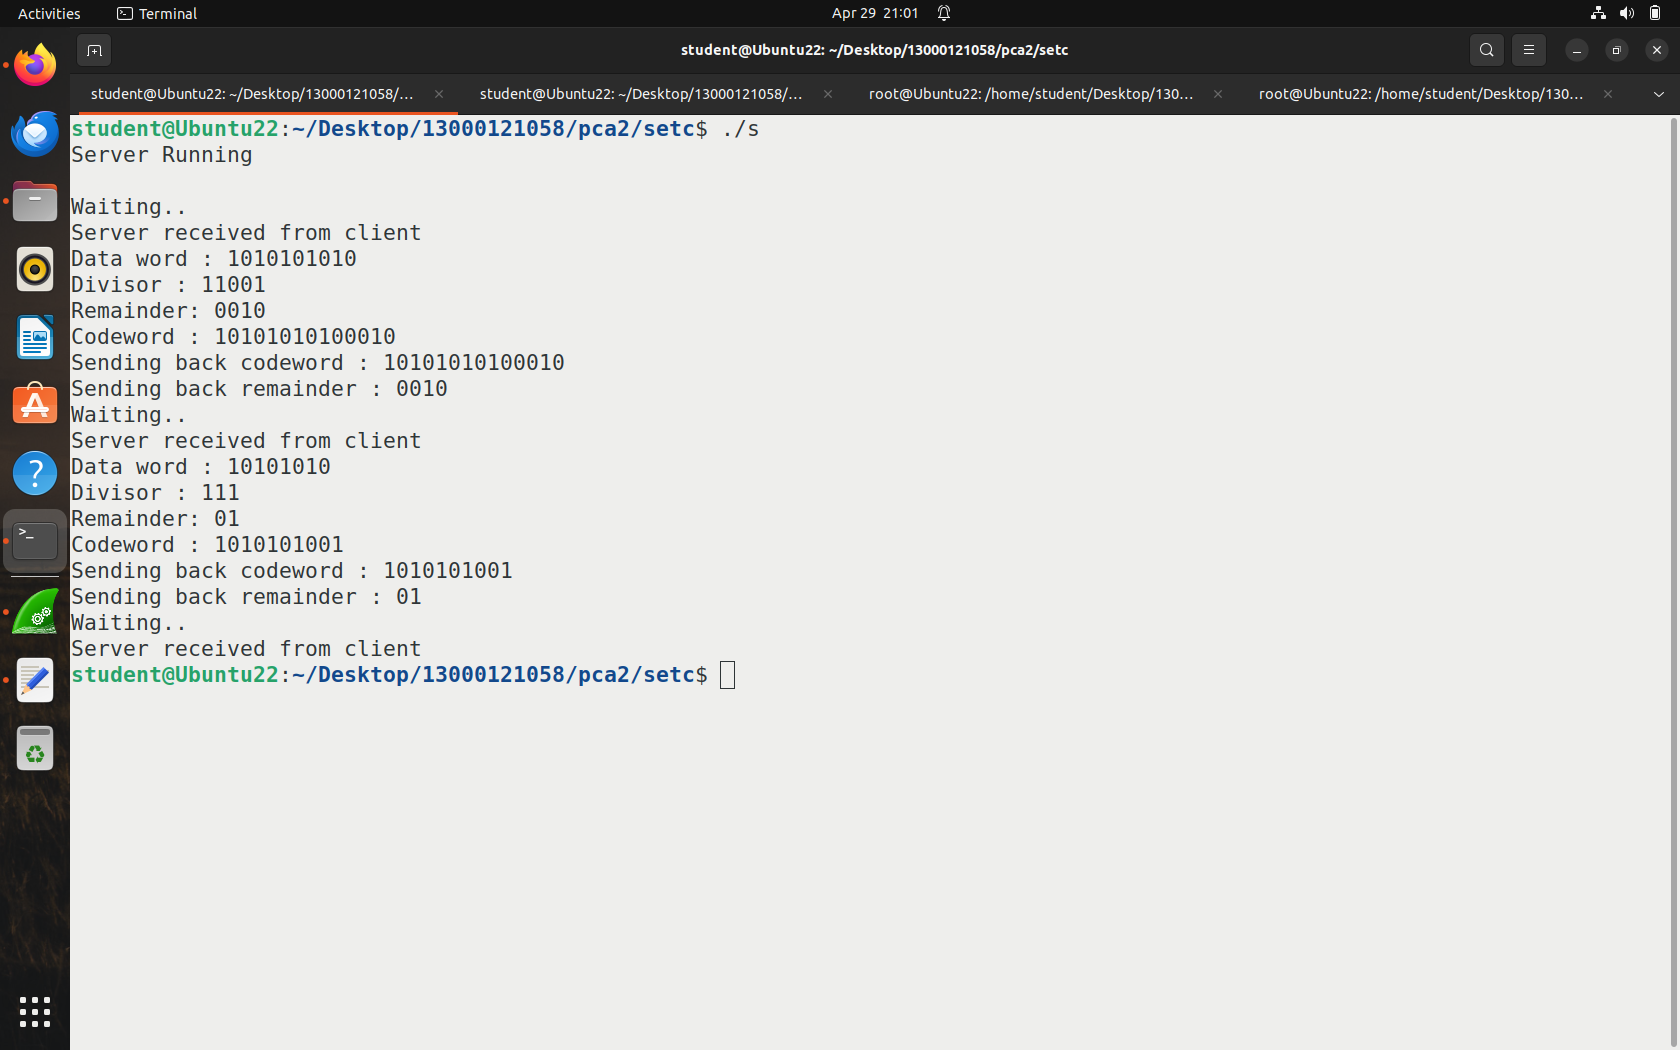 Activities
Terminal
Apr 29 21:01
student@Ubuntu22: ~/Desktop/13000121058/pca2/setc
student@Ubuntu22: ~/Desktop/13000121058/...
student@Ubuntu22: ~/Desktop/13000121058/...
root@Ubuntu22: /home/student/Desktop/130...
root@Ubuntu22: /home/student/Desktop/130...
student@Ubuntu22:~/Desktop/13000121058/pca2/setc$ ./s
Server Running
Waiting..
Server received from client
Data word : 1010101010
Divisor : 11001
Remainder: 0010
Codeword : 10101010100010
Sending back codeword : 10101010100010
Sending back remainder : 0010
Waiting..
Server received from client
Data word : 10101010
Divisor : 111
Remainder: 01
Codeword : 1010101001
Sending back codeword : 1010101001
Sending back remainder : 01
Waiting..
Server received from client
student@Ubuntu22:~/Desktop/13000121058/pca2/setc$